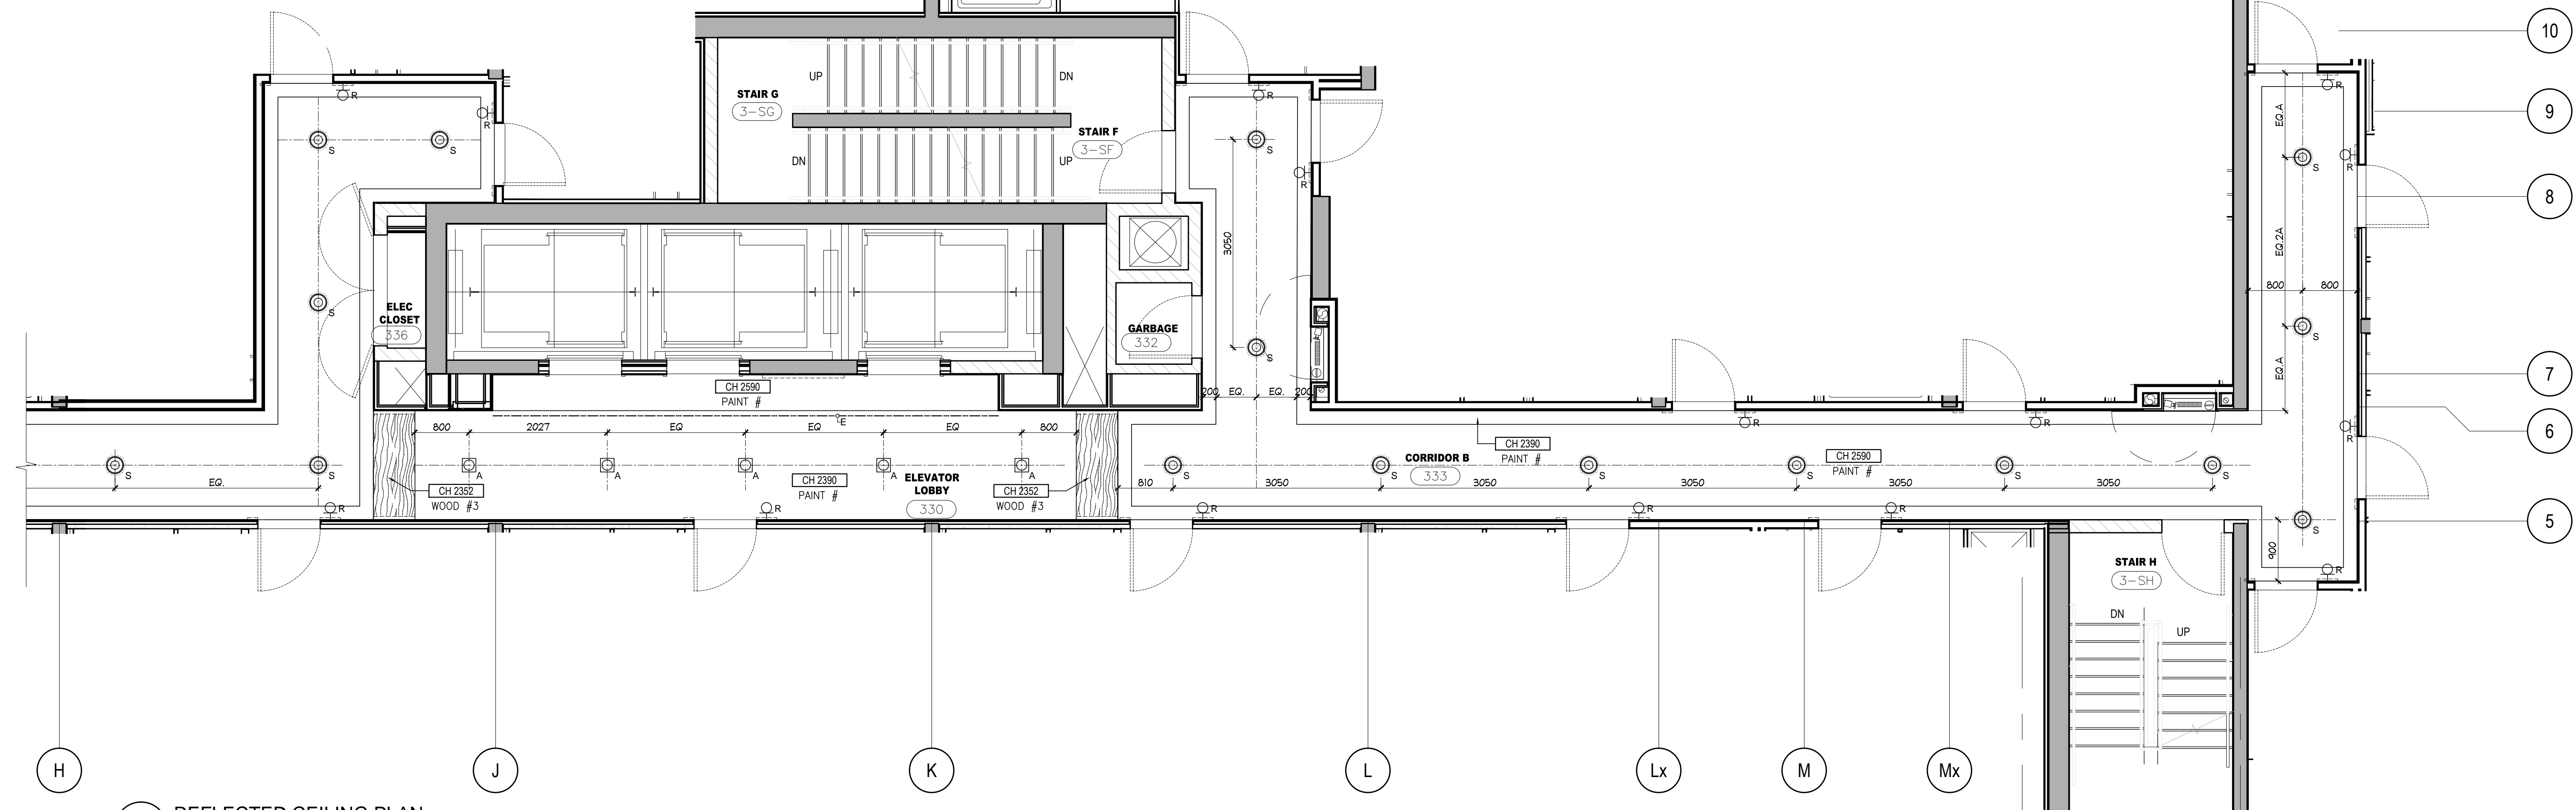 10
UP
DN
STAIR G
3-SG
STAIR F
3-SF
DN
UP
R
R
R
R
R
R
9
EQ.A
S
S
S
S
R
8
3050
EQ.2A
800
800
S
ELEC
CLOSET
336
GARBAGE
332
S
S
7
EQ.A
CH 2590
PAINT #
200
EQ.
EQ.
200
E
R
R
R
6
800
2027
EQ
EQ
EQ
800
CH 2390
PAINT #
CORRIDOR B
333
CH 2590
PAINT #
S
S
A
A
A
A
A
S
S
S
S
S
S
EQ.
CH 2352
WOOD #3
CH 2390
PAINT #
ELEVATOR
LOBBY
330
CH 2352
WOOD #3
810
3050
3050
3050
3050
3050
R
R
R
R
R
S
5
900
STAIR H
3-SH
R
DN
UP
H
J
K
L
Lx
M
Mx
REFLECTED CEILING PLAN